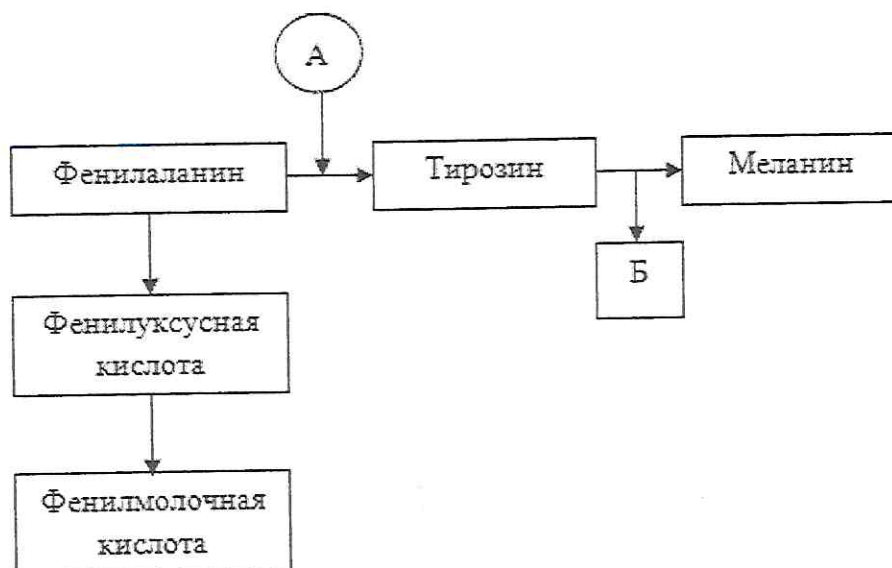 А
Фенилаланин
Тирозин
Меланин
Б
Фенилуксусная
кислота
Фенилмолочная
кислота